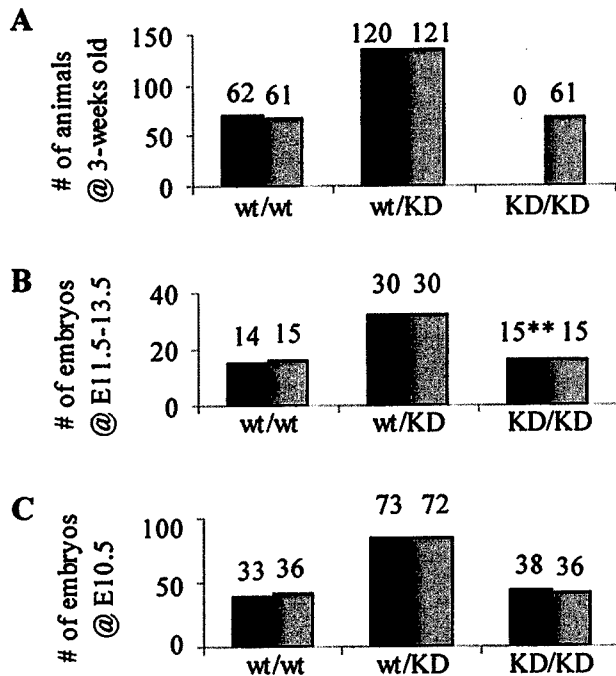 A
# of animals
@ 3-weeks old
150
100
50
0
62 61
120 121
0 61
wt/wt
wt/KD
KD/KD
B
# of embryos
@ E11.5-13.5
40
20
0
14 15
30 30
15** 15
wt/wt
wt/KD
KD/KD
C
# of embryos
@ E10.5
100
50
0
33 36
73 72
38 36
wt/wt
wt/KD
KD/KD